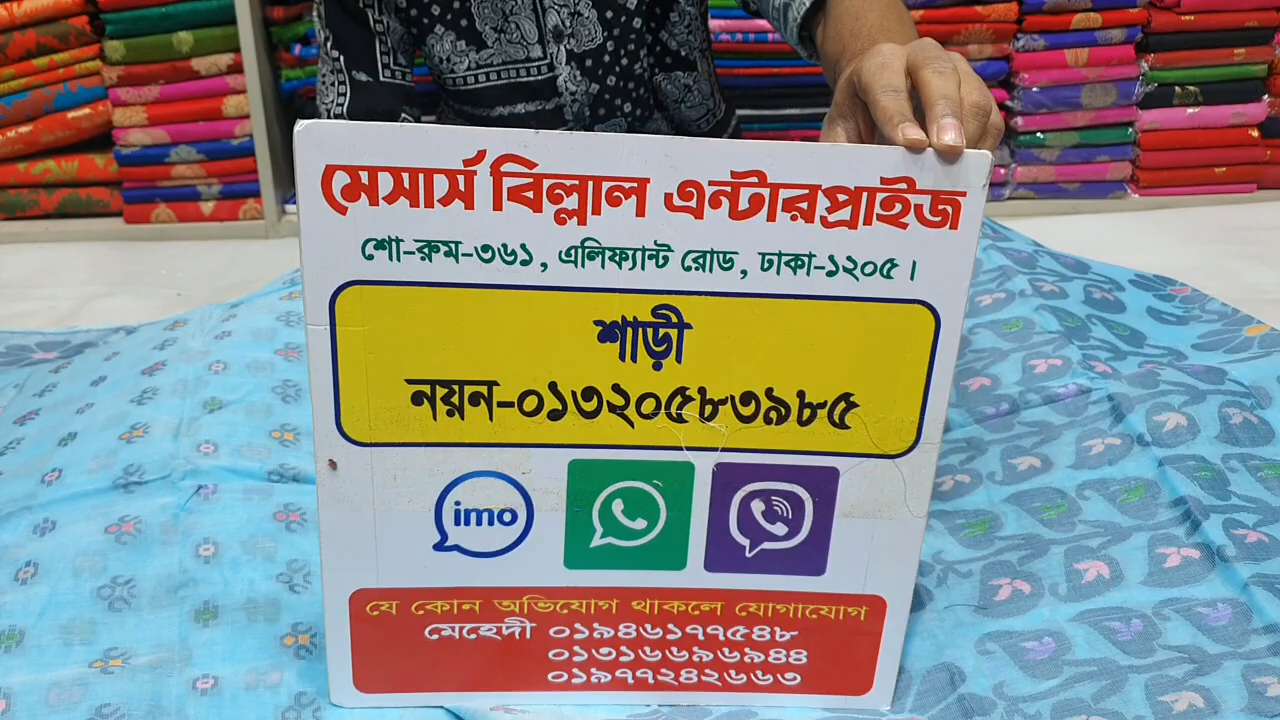 মেসার্স বিল্লাল এন্টারপ্রাইজ
শো-রুম-৩৬১, এলিফ্যান্ট রোড, ঢাকা-১২০৫।
শাড়ী
নয়ন-০১৩২০৫৮৩৯৮৫
imo
যে কোন অভিযোগ থাকলে যোগাযোগ
মেহেদী ০১৯৪৬১৭৭৫৪৮
০১৩১৬৬৯৬৯৪৪
০১৯৭৭২৪২৬৬৩